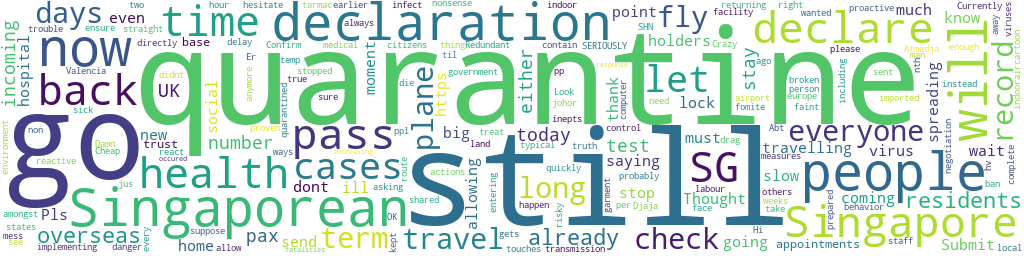 incoming
days
time
declaration
fly
even
point
much
non
two
earlier
hesitate
tarmac
infect
always
indoor
ensure
straight
nonsense
returning
right
proactive
SHN
facility
Currently
viruses
base
trouble
know
declare
now
UK
moment
either
holders
Crazy
away
enough
Atmadja
please
didnt
man
stopped
let
stay
hospital
back
Er
Valencia
temp
true
plane
https
lock
record
will
social
delay
directly
Confirm
medical
citizens
things
Redundant
SERIOUSLY
contain
wanted
til
government
pp
ago
broken
person
including
sent
nth
instead
computer
europe
faint
imported
Look
johor
need
airport
fomite
indooraircartoons
quarantine
go
still
pass
number
new
trust
react
anymore
proven
quarantined
sure
die
ppl
thank
big
inepts
response
today
must
everyone
travelling
spreading
environment
sick
cases
health
long
SG
people
virus
wait
Damn
Cheap
reactive
Pls
amongst
states
mess
see
Singaporean
ways
occured
jus
dont
ill
asking
route
allowing
treat
land
control
typical
truth
test
saying
stop
Abt
drag
measures
slow
Thought
coming
residents
Singapore
negotiation
complete
hv
ban
overseas
term
suppose
shared
actions
OK
quickly
probably
happen
risky
garment
labour
per
Djaja
face
others
weeks
take
behavior
prepared
Submit
home
allow
pax
send
travel
already
check
going
appointments
Hi
staff
local
implementing
danger
every
gets
touches
kept
fatalities
entering
transmission